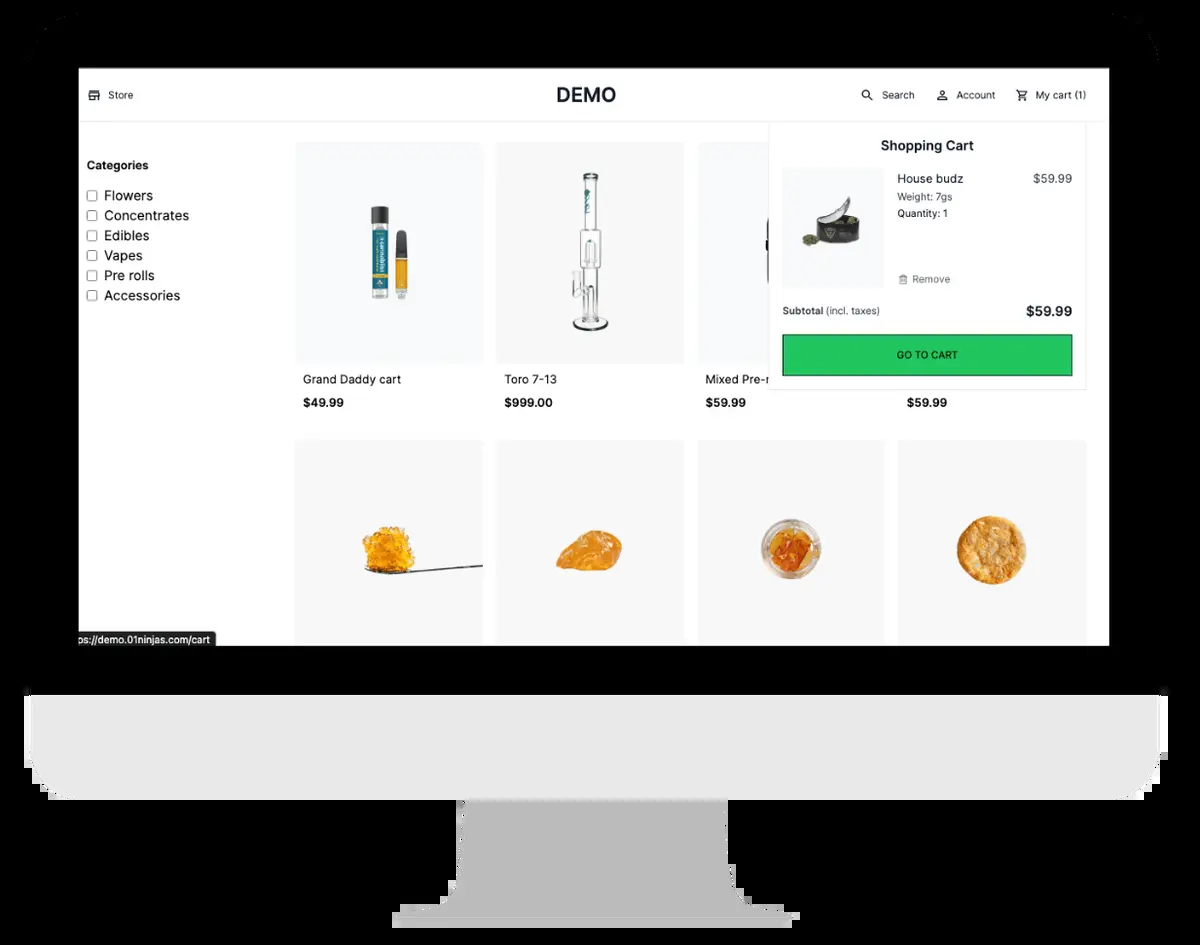 Store
DEMO
Search
Account
My cart (1)
Categories
Flowers
Concentrates
Edibles
Vapes
Pre rolls
Accessories
Shopping Cart
House budz
$59.99
Weight: 7gs
Quantity: 1
Remove
Subtotal (incl. taxes)
$59.99
GO TO CART
Grand Daddy cart
$49.99
Toro 7-13
$999.00
Mixed Pre-r
$59.99
$59.99
ps://demo.01ninjas.com/cart